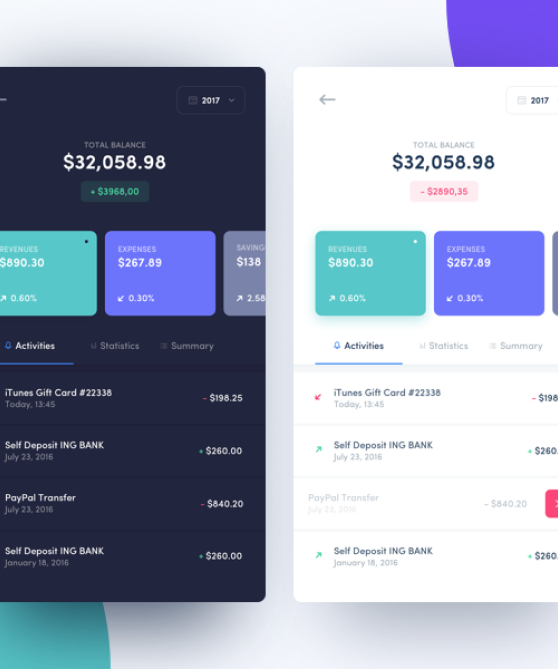 2017
TOTAL BALANCE
$32,058.98
+ $3968,00
REVENUES
$890.30
0.60%
EXPENSES
$267.89
0.30%
SAVING
$138
2.58
Activities
Statistics
Summary
iTunes Gift Card #22338
Today, 13:45
- $198.25
Self Deposit ING BANK
July 23, 2016
+ $260.00
PayPal Transfer
July 23, 2016
- $840.20
Self Deposit ING BANK
January 18, 2016
+ $260.00
2017
TOTAL BALANCE
$32,058.98
- $2890,35
REVENUES
$890.30
0.60%
EXPENSES
$267.89
0.30%
Activities
Statistics
Summary
iTunes Gift Card #22338
Today, 13:45
- $198
Self Deposit ING BANK
July 23, 2016
+ $260.
PayPal Transfer
July 23, 2016
- $840.20
Self Deposit ING BANK
January 18, 2016
+ $260.